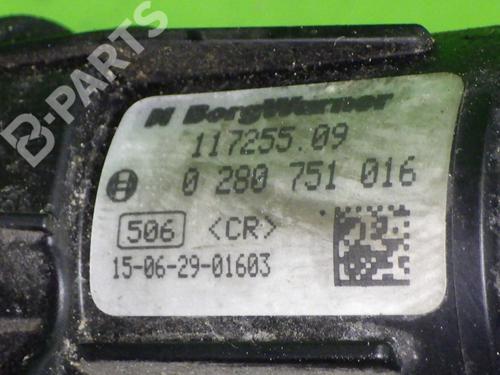 B-PARTS
BorgWarner
117255.09
0 280 751 016
506 <CR>
15-06-29-01603